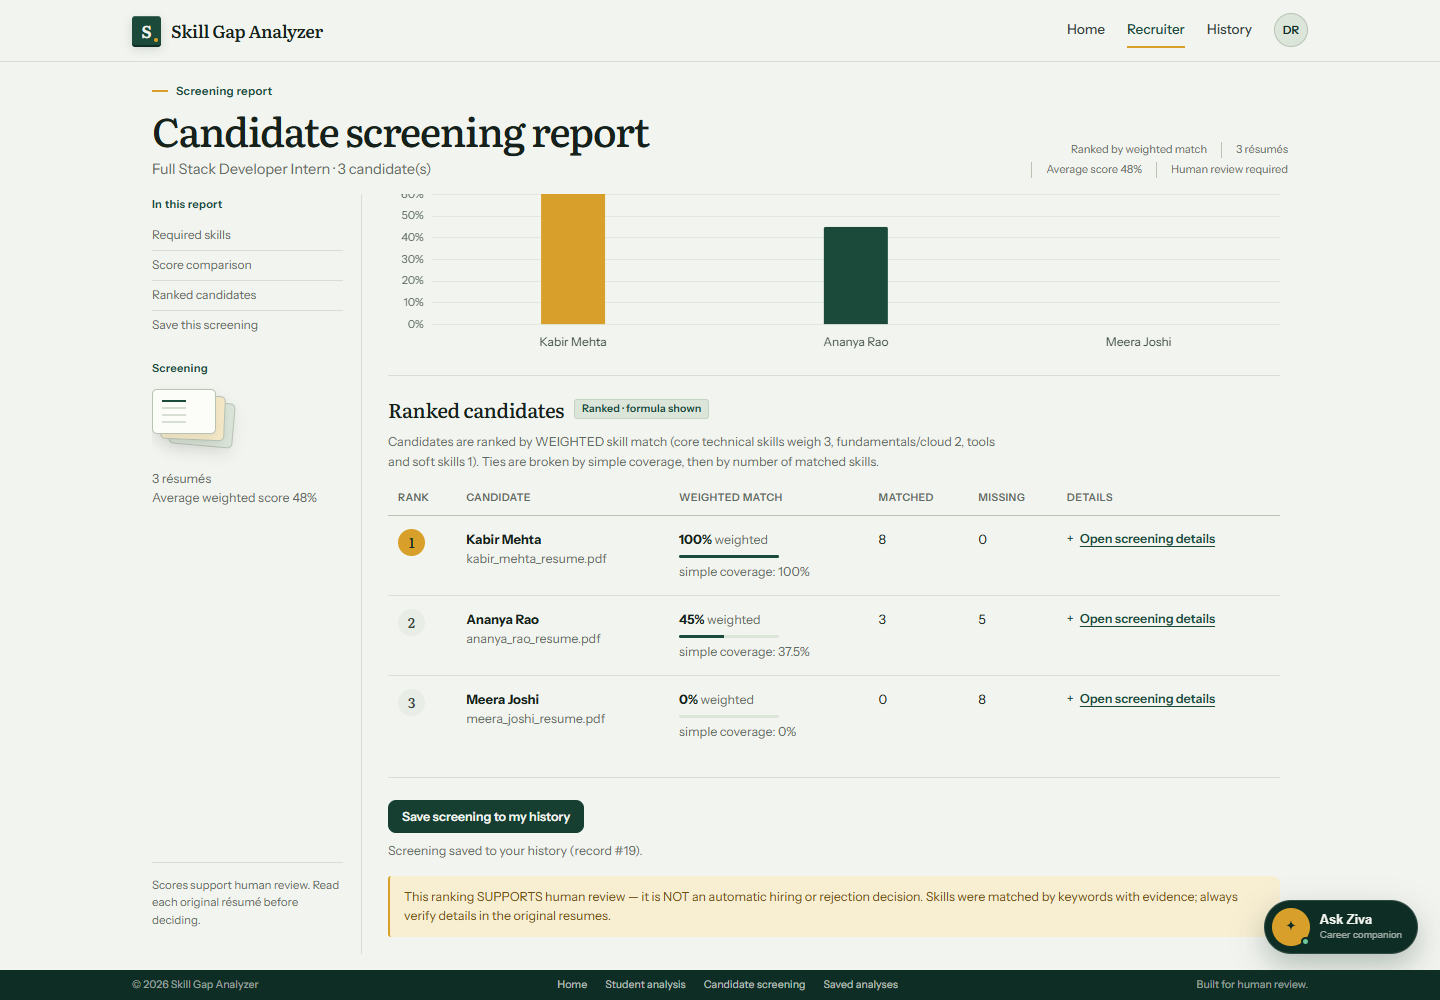 S.
Skill Gap Analyzer
Home
Recruiter
History
DR
Screening report
Candidate screening report
Full Stack Developer Intern · 3 candidate(s)
Ranked by weighted match
3 résumés
Average score 48%
Human review required
In this report
Required skills
Score comparison
Ranked candidates
Save this screening
Screening
3 résumés
Average weighted score 48%
Scores support human review. Read
each original résumé before
deciding.
60%
50%
40%
30%
20%
10%
0%
Kabir Mehta
Ananya Rao
Meera Joshi
Ranked candidates
Ranked · formula shown
Candidates are ranked by WEIGHTED skill match (core technical skills weigh 3, fundamentals/cloud 2, tools
and soft skills 1). Ties are broken by simple coverage, then by number of matched skills.
RANK CANDIDATE WEIGHTED MATCH MATCHED MISSING DETAILS
1 Kabir Mehta 100% weighted 8 0 + Open screening details
kabir_mehta_resume.pdf
simple coverage: 100%
2 Ananya Rao 45% weighted 3 5 + Open screening details
ananya_rao_resume.pdf
simple coverage: 37.5%
3 Meera Joshi 0% weighted 0 8 + Open screening details
meera_joshi_resume.pdf
simple coverage: 0%
Save screening to my history
Screening saved to your history (record #19).
This ranking SUPPORTS human review — it is NOT an automatic hiring or rejection decision. Skills were matched by keywords with evidence; always
verify details in the original resumes.
Ask Ziva
Career companion
© 2026 Skill Gap Analyzer
Home
Student analysis
Candidate screening
Saved analyses
Built for human review.